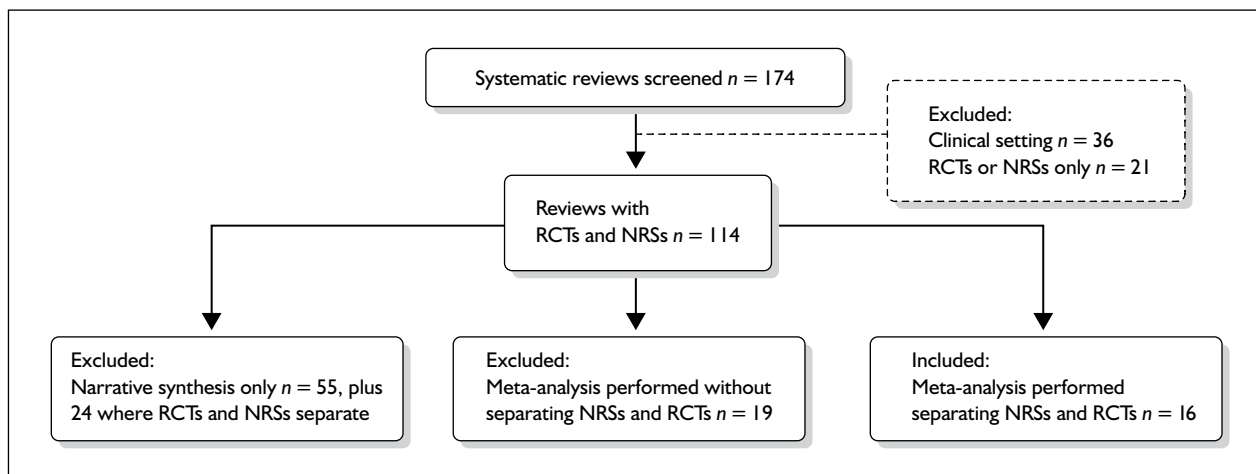 Systematic reviews screened n = 174
Excluded:
Clinical setting n = 36
RCTs or NRSs only n = 21
Reviews with
RCTs and NRSs n = 114
Excluded:
Narrative synthesis only n = 55, plus
24 where RCTs and NRSs separate
Excluded:
Meta-analysis performed without
separating NRSs and RCTs n = 19
Included:
Meta-analysis performed
separating NRSs and RCTs n = 16